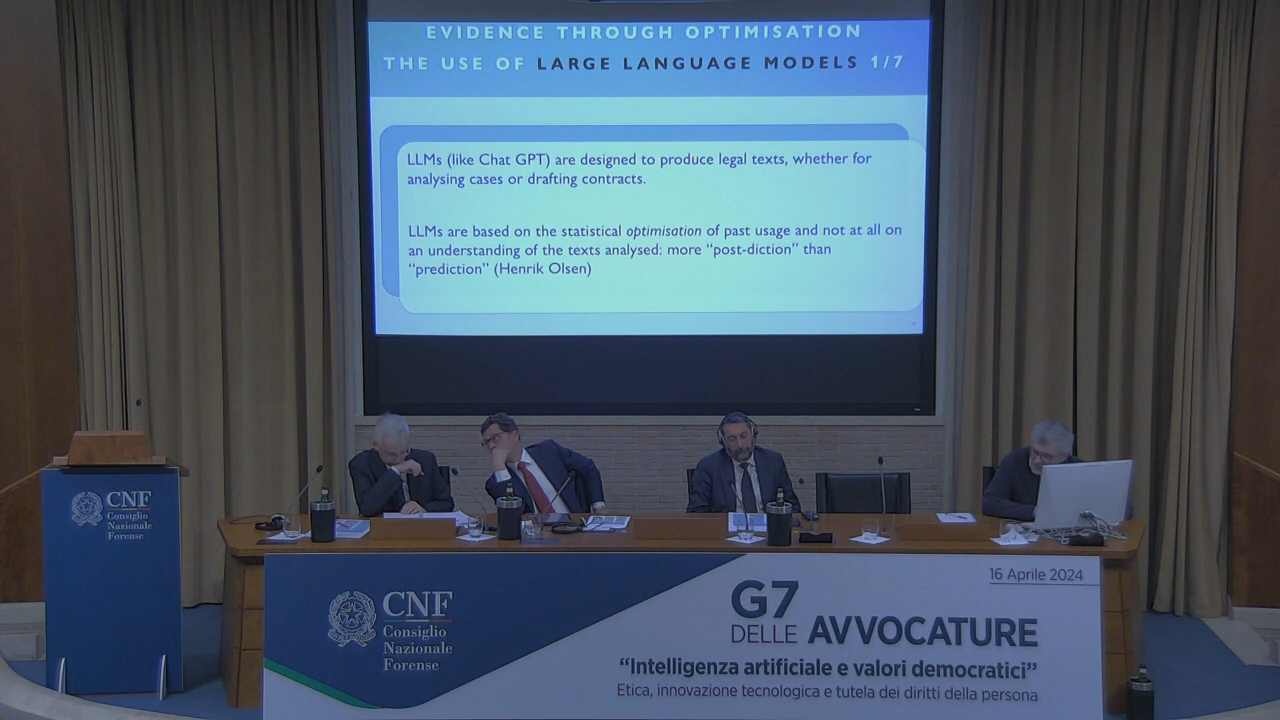 EVIDENCE THROUGH OPTIMISATION
THE USE OF LARGE LANGUAGE MODELS 1/7
LLMs (like Chat GPT) are designed to produce legal texts, whether for
analysing cases or drafting contracts.
LLMs are based on the statistical optimisation of past usage and not at all on
an understanding of the texts analysed: more “post-diction” than
“prediction” (Henrik Olsen)
CNF
Consiglio
Nazionale
Forense
16 Aprile 2024
CNF
Consiglio
Nazionale
Forense
G7
DELLE AVVOCATURE
“Intelligenza artificiale e valori democratici”
Etica, innovazione tecnologica e tutela dei diritti della persona